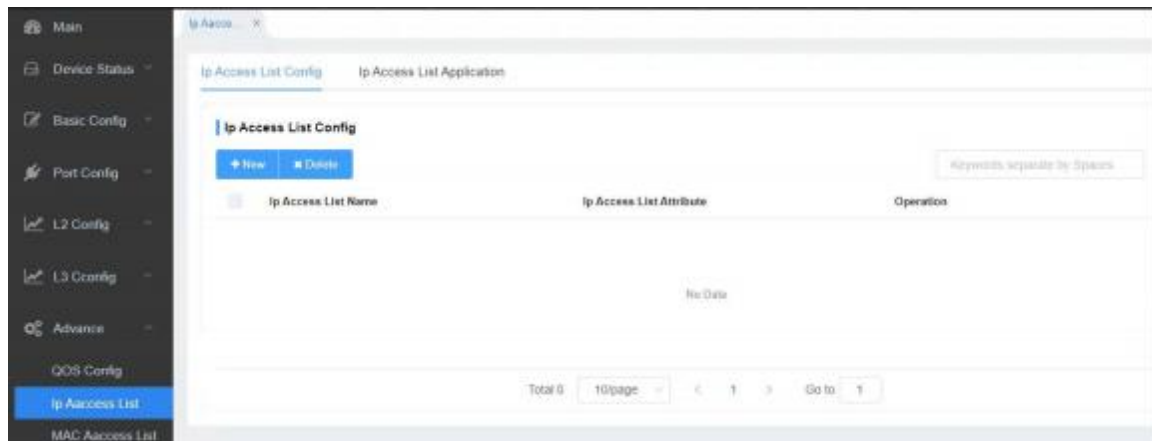 Main
Device Status
Basic Config
Port Config
L2 Config
L3 Cconfig
Advance
QOS Config
Ip Aaccess List
MAC Aaccess List
Ip Aacce... ×
Ip Access List Config Ip Access List Application
Ip Access List Config
+ New × Delete Keywords separate by Spaces
Ip Access List Name Ip Access List Attribute Operation
No Data
Total 0 10/page < 1 > Go to 1